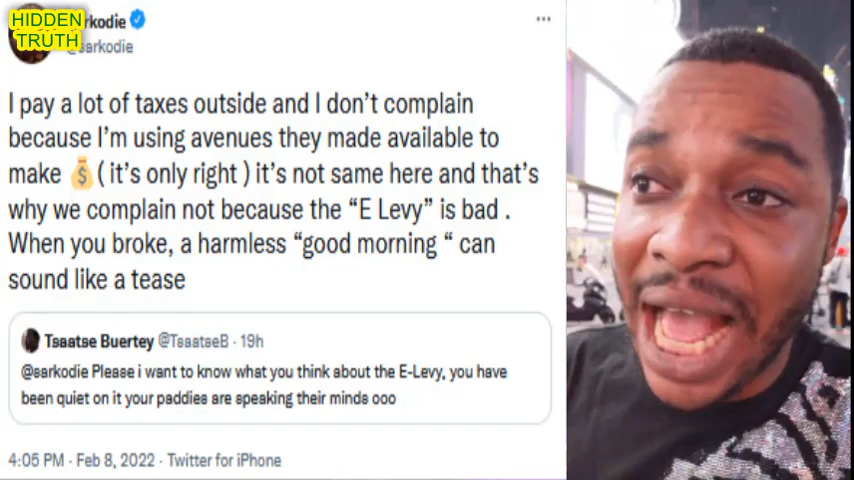 HIDDEN
TRUTH
rkodie
sarkodie
I pay a lot of taxes outside and I don't complain
because I'm using avenues they made available to
make 💰( it's only right ) it's not same here and that's
why we complain not because the “E Levy” is bad .
When you broke, a harmless “good morning “ can
sound like a tease
Tsaatse Buertey @TsaatseB · 19h
@sarkodie Please i want to know what you think about the E-Levy, you have
been quiet on it your paddies are speaking their minds ooo
4:05 PM · Feb 8, 2022 · Twitter for iPhone